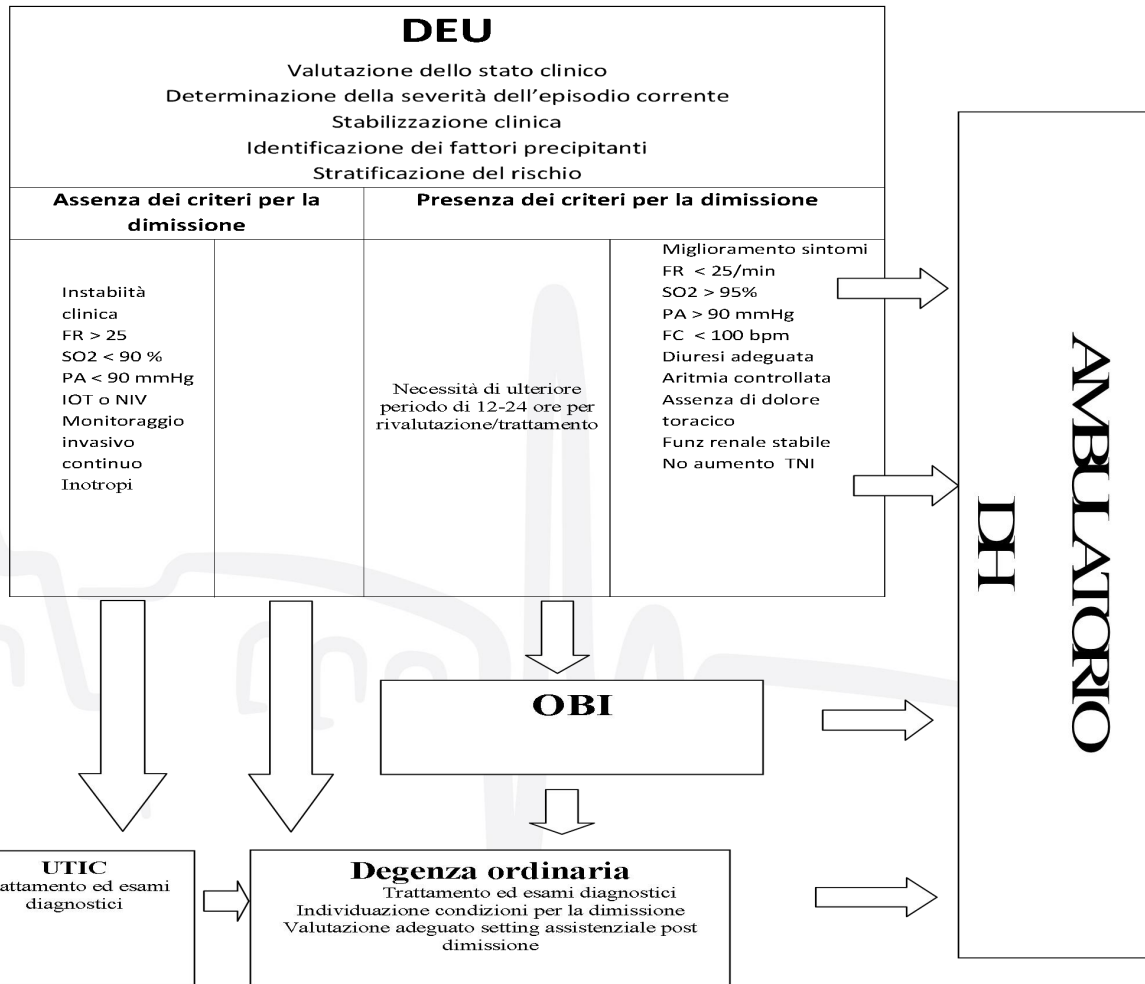 DEU
Valutazione dello stato clinico
Determinazione della severità dell'episodio corrente
Stabilizzazione clinica
Identificazione dei fattori precipitanti
Stratificazione del rischio
Assenza dei criteri per la
dimissione
Presenza dei criteri per la dimissione
Instabiità
clinica
FR > 25
SO2 < 90 %
PA < 90 mmHg
IOT o NIV
Monitoraggio
invasivo
continuo
Inotropi
Necessità di ulteriore
periodo di 12-24 ore per
rivalutazione/trattamento
Miglioramento sintomi
FR < 25/min
SO2 > 95%
PA > 90 mmHg
FC < 100 bpm
Diuresi adeguata
Aritmia controllata
Assenza di dolore
toracico
Funz renale stabile
No aumento TNI
AMBULATORIO
DH
OBI
UTIC
attamento ed esami
diagnostici
Degenza ordinaria
Trattamento ed esami diagnostici
Individuazione condizioni per la dimissione
Valutazione adeguato setting assistenziale post
dimissione